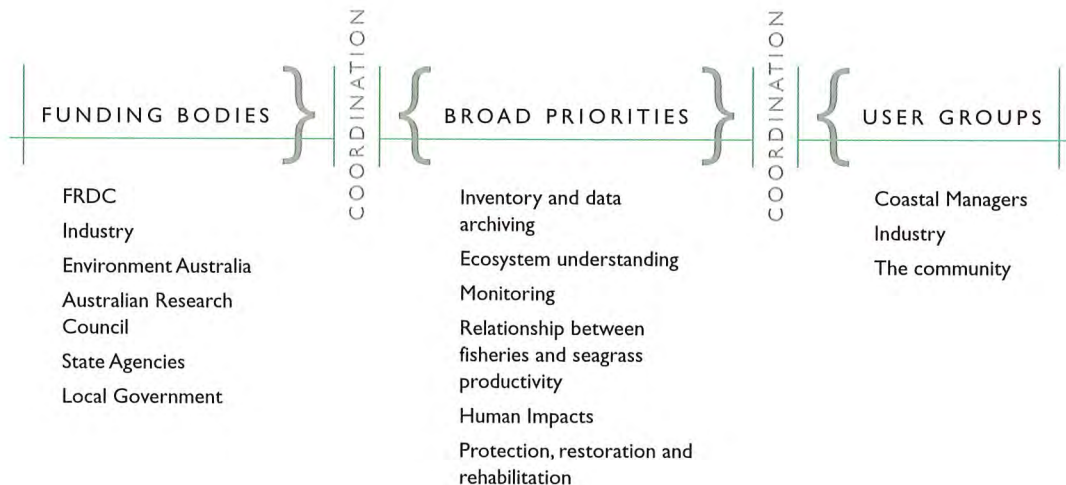 FUNDING BODIES
FRDC
Industry
Environment Australia
Australian Research
Council
State Agencies
Local Government
COORDINATION
BROAD PRIORITIES
Inventory and data
archiving
Ecosystem understanding
Monitoring
Relationship between
fisheries and seagrass
productivity
Human Impacts
Protection, restoration and
rehabilitation
COORDINATION
USER GROUPS
Coastal Managers
Industry
The community